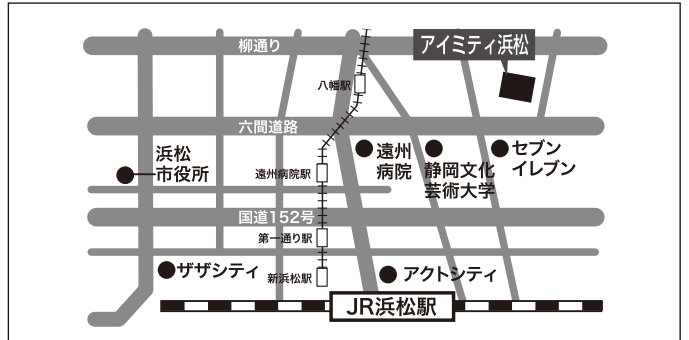 柳通り
アイミティ浜松
八幡駅
六間道路
浜松
市役所
遠州病院駅
遠州
病院
静岡文化
芸術大学
セブン
イレブン
国道152号
第一通り駅
ザザシティ
新浜松駅
アクトシティ
JR浜松駅